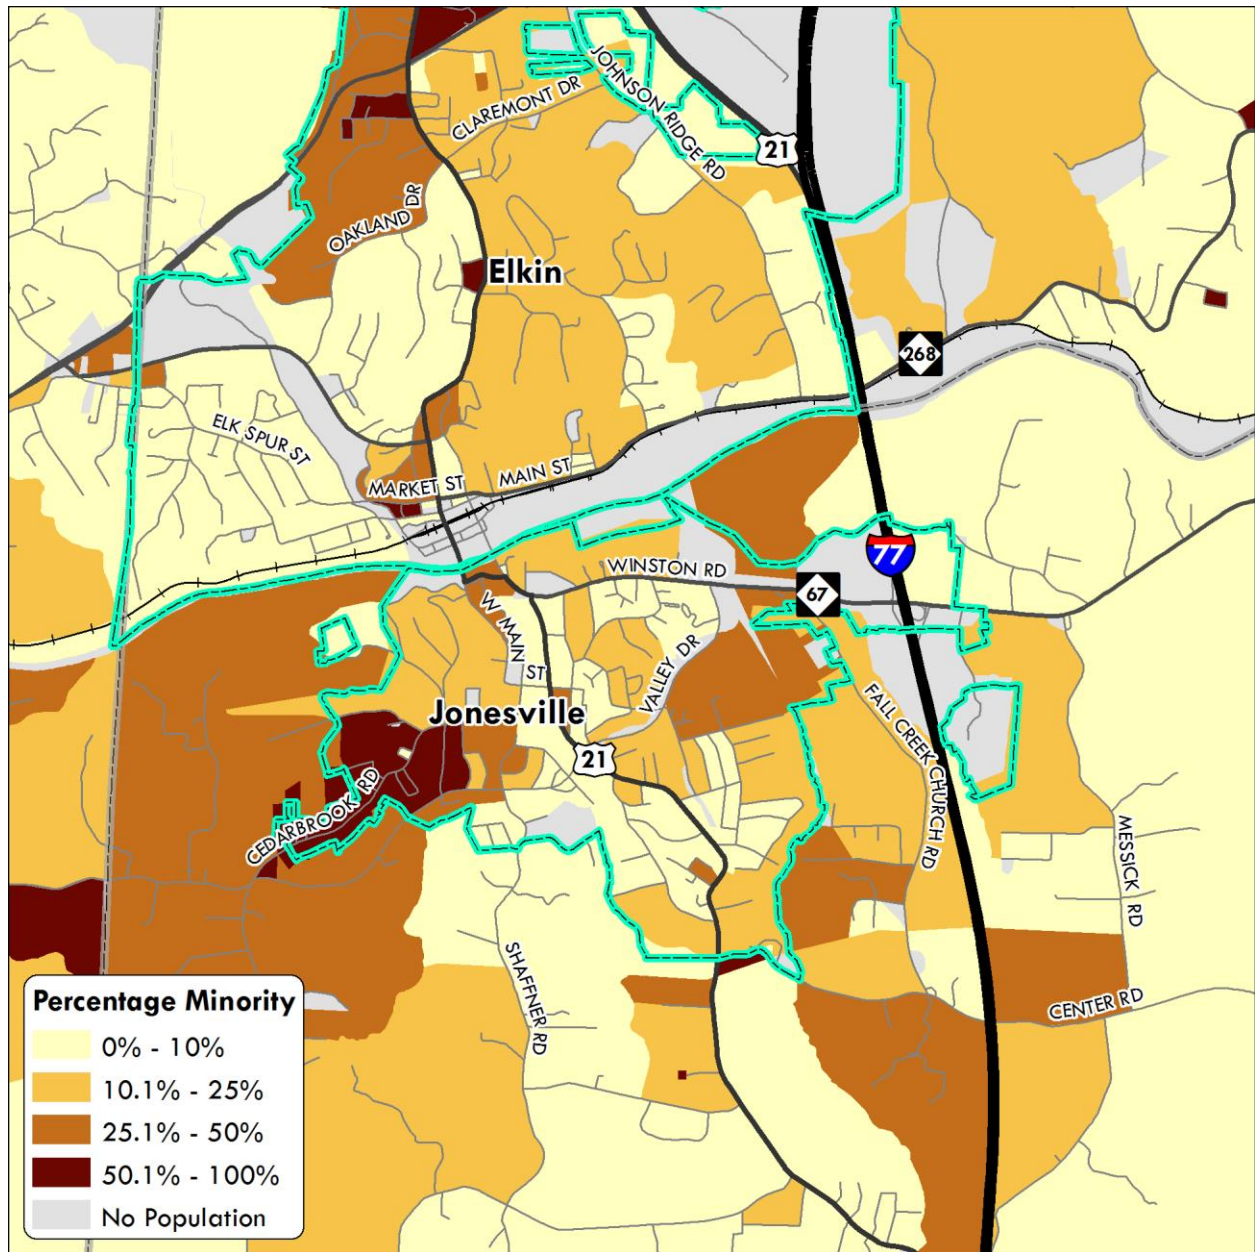 JOHNSON RIDGE RD
CLAREMONT DR
21
OAKLAND DR
Elkin
268
ELK SPUR ST
MARKET ST
MAIN ST
77
WINSTON RD
67
W MAIN ST
VALLEY DR
Jonesville
FALL CREEK CHURCH RD
21
CEDARBROOK RD
MESSICK RD
SHAFFNER RD
CENTER RD
Percentage Minority
0% - 10%
10.1% - 25%
25.1% - 50%
50.1% - 100%
No Population